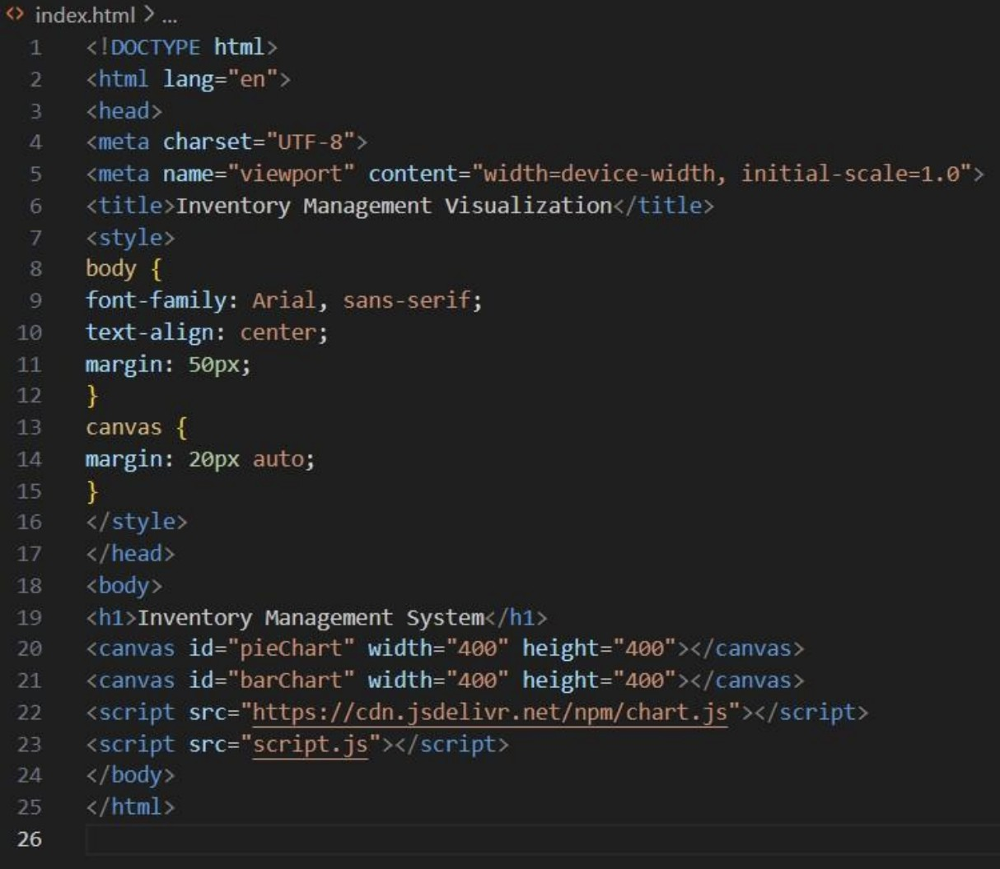 index.html > ...
1 <!DOCTYPE html>
2 <html lang="en">
3 <head>
4 <meta charset="UTF-8">
5 <meta name="viewport" content="width=device-width, initial-scale=1.0">
6 <title>Inventory Management Visualization</title>
7 <style>
8 body {
9 font-family: Arial, sans-serif;
10 text-align: center;
11 margin: 50px;
12 }
13 canvas {
14 margin: 20px auto;
15 }
16 </style>
17 </head>
18 <body>
19 <h1>Inventory Management System</h1>
20 <canvas id="pieChart" width="400" height="400"></canvas>
21 <canvas id="barChart" width="400" height="400"></canvas>
22 <script src="https://cdn.jsdelivr.net/npm/chart.js"></script>
23 <script src="script.js"></script>
24 </body>
25 </html>
26